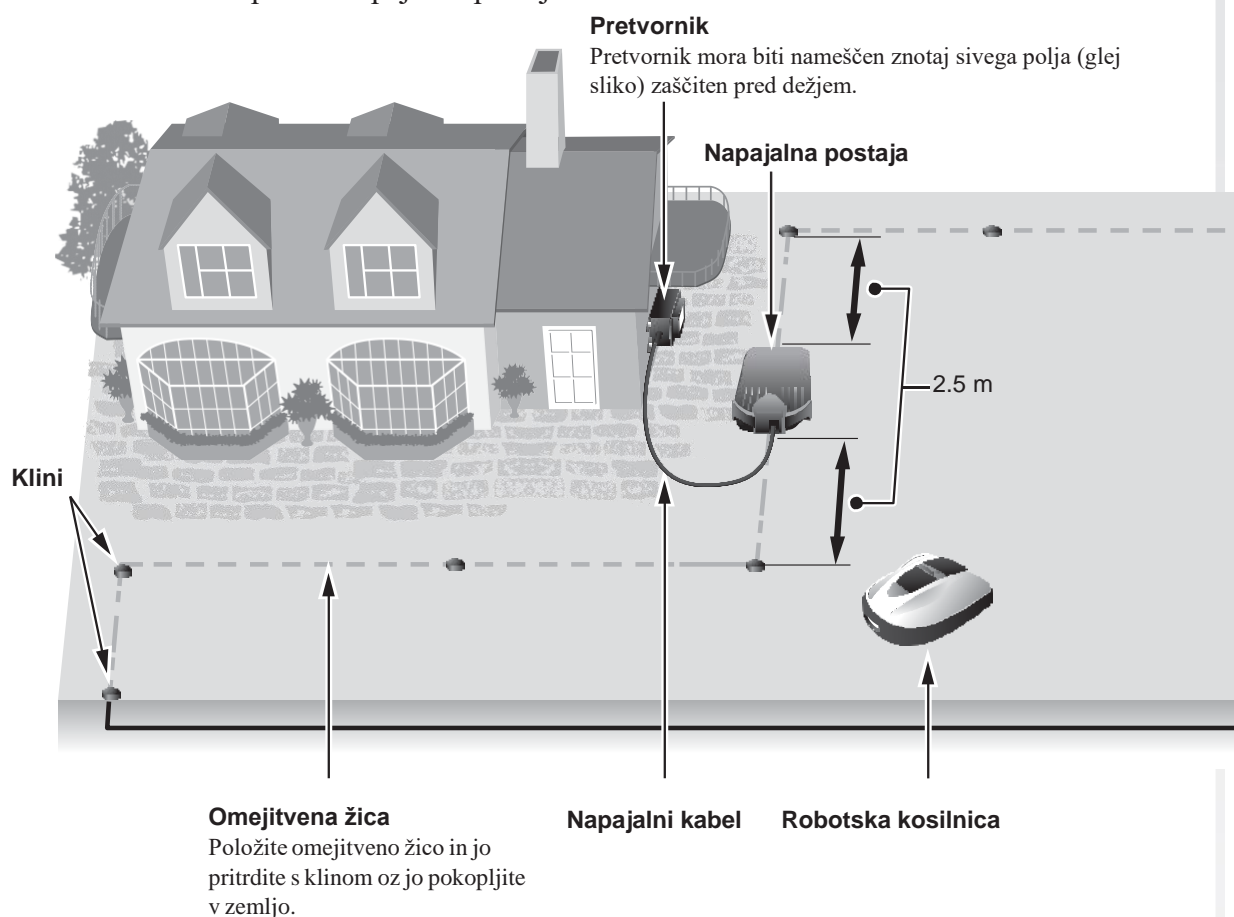 Pretvornik
Pretvornik mora biti nameščen znotaj sivega polja (glej
sliko) zaščiten pred dežjem.
Napajalna postaja
2.5 m
Klini
Omejitvena žica
Položite omejitveno žico in jo
pritrdite s klinom oz jo pokopljite
v zemljo.
Napajalni kabel
Robotska kosilnica